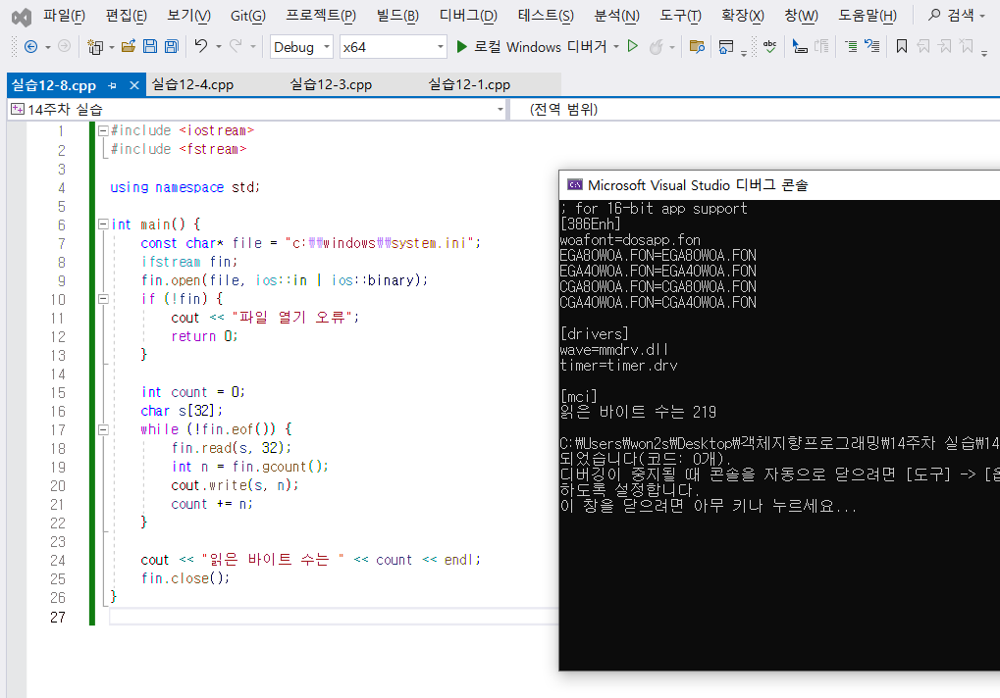 파일(F) 편집(E) 보기(V) Git(G) 프로젝트(P) 빌드(B) 디버그(D) 테스트(S) 분석(N) 도구(T) 확장(X) 창(W) 도움말(H) 검색
Debug x64 로컬 Windows 디버거 abc
실습12-8.cpp 실습12-4.cpp 실습12-3.cpp 실습12-1.cpp
14주차 실습 (전역 범위)
1 #include <iostream>
2 #include <fstream>
3
4 using namespace std;
5
6 int main() {
7 const char* file = "c:\\windows\\system.ini";
8 ifstream fin;
9 fin.open(file, ios::in | ios::binary);
10 if (!fin) {
11 cout << "파일 열기 오류";
12 return 0;
13 }
14
15 int count = 0;
16 char s[32];
17 while (!fin.eof()) {
18 fin.read(s, 32);
19 int n = fin.gcount();
20 cout.write(s, n);
21 count += n;
22 }
23
24 cout << "읽은 바이트 수는 " << count << endl;
25 fin.close();
26 }
27
Microsoft Visual Studio 디버그 콘솔
; for 16-bit app support
[386Enh]
woafont=dosapp.fon
EGA80WOA.FON=EGA80WOA.FON
EGA40WOA.FON=EGA40WOA.FON
CGA80WOA.FON=CGA80WOA.FON
CGA40WOA.FON=CGA40WOA.FON
[drivers]
wave=mmdrv.dll
timer=timer.drv
[mci]
읽은 바이트 수는 219
C:\Users\won2s\Desktop\객체지향프로그래밍\14주차 실습\14
되었습니다(코드: 0개).
디버깅이 중지될 때 콘솔을 자동으로 닫으려면 [도구] -> [옵
하도록 설정합니다.
이 창을 닫으려면 아무 키나 누르세요...